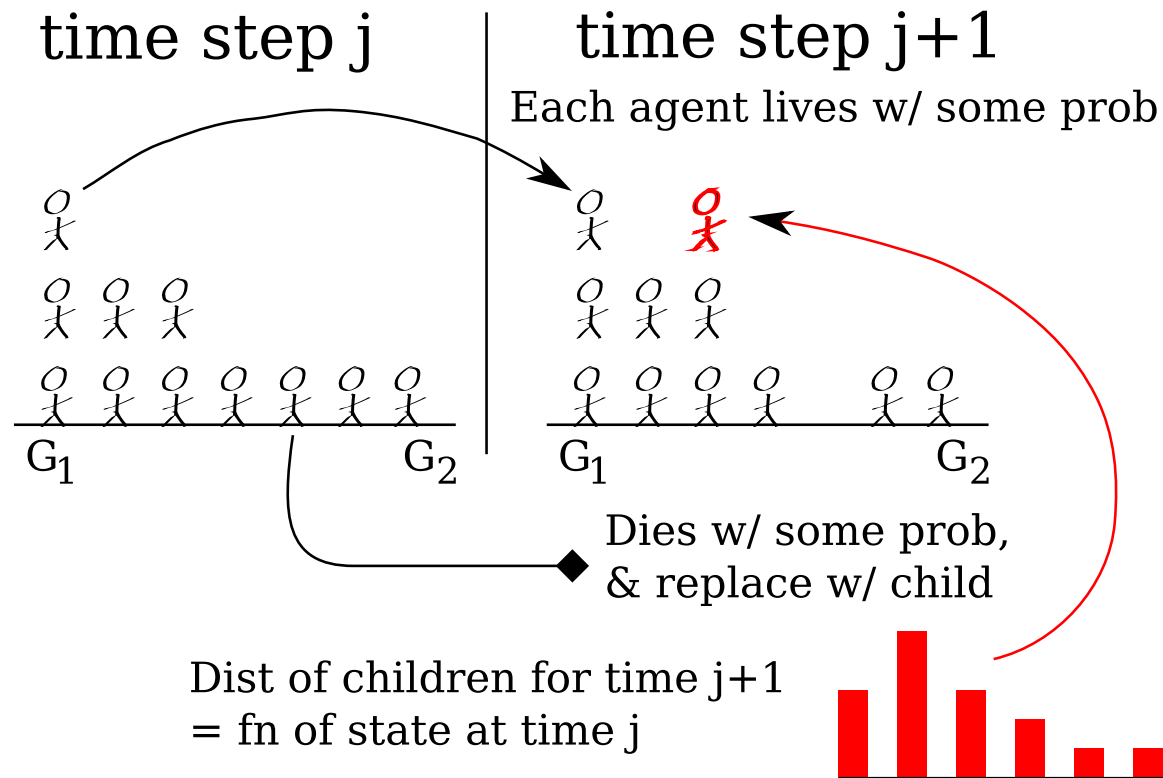 time step j
time step j+1
Each agent lives w/ some prob
G1
G2
G1
G2
Dies w/ some prob,
& replace w/ child
Dist of children for time j+1
= fn of state at time j